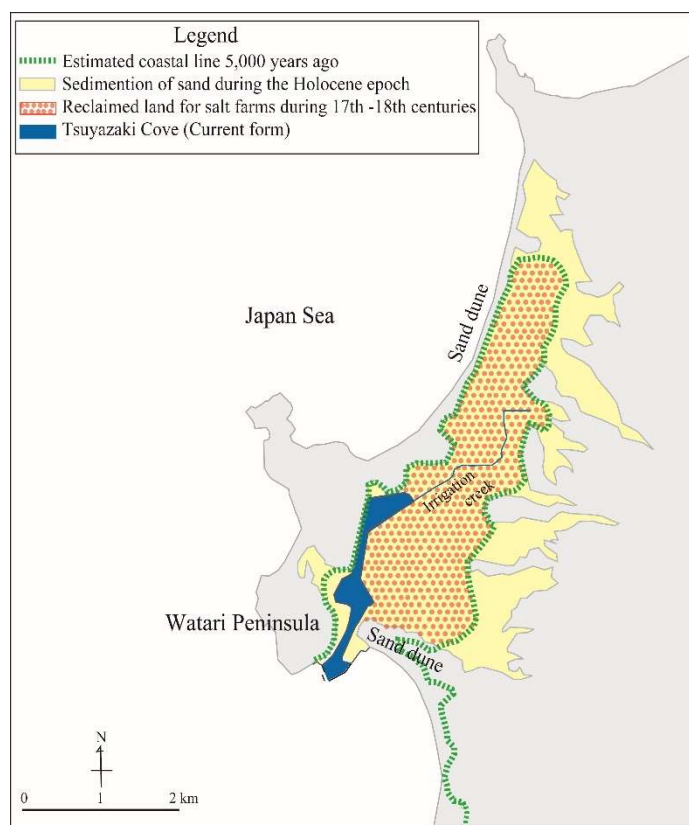 Legend
Estimated coastal line 5,000 years ago
Sedimention of sand during the Holocene epoch
Reclaimed land for salt farms during 17th -18th centuries
Tsuyazaki Cove (Current form)
Japan Sea
Sand dune
Irrigation
creek
Watari Peninsula
Sand dune
N
0 1 2 km